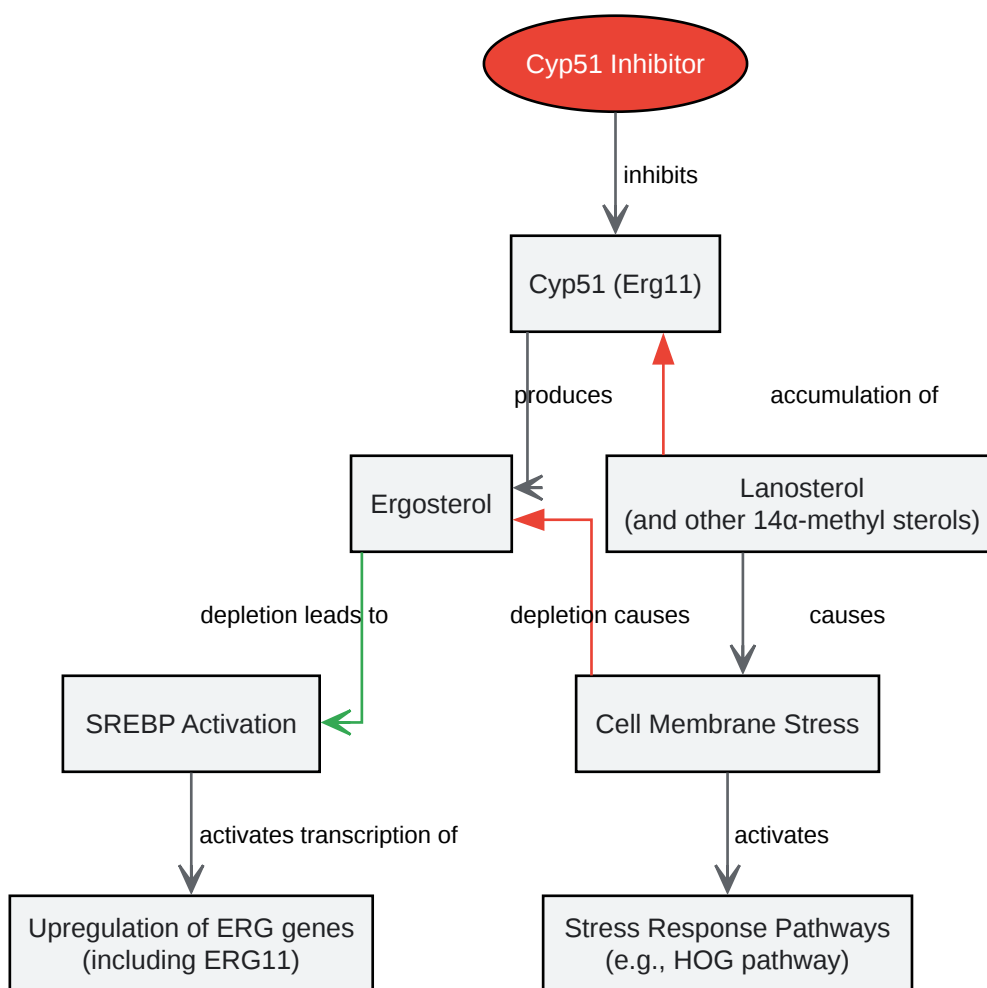 Cyp51 Inhibitor
inhibits
Cyp51 (Erg11)
produces
accumulation of
Ergosterol
Lanosterol
(and other 14α-methyl sterols)
depletion leads to
depletion causes
causes
SREBP Activation
Cell Membrane Stress
activates transcription of
activates
Upregulation of ERG genes
(including ERG11)
Stress Response Pathways
(e.g., HOG pathway)